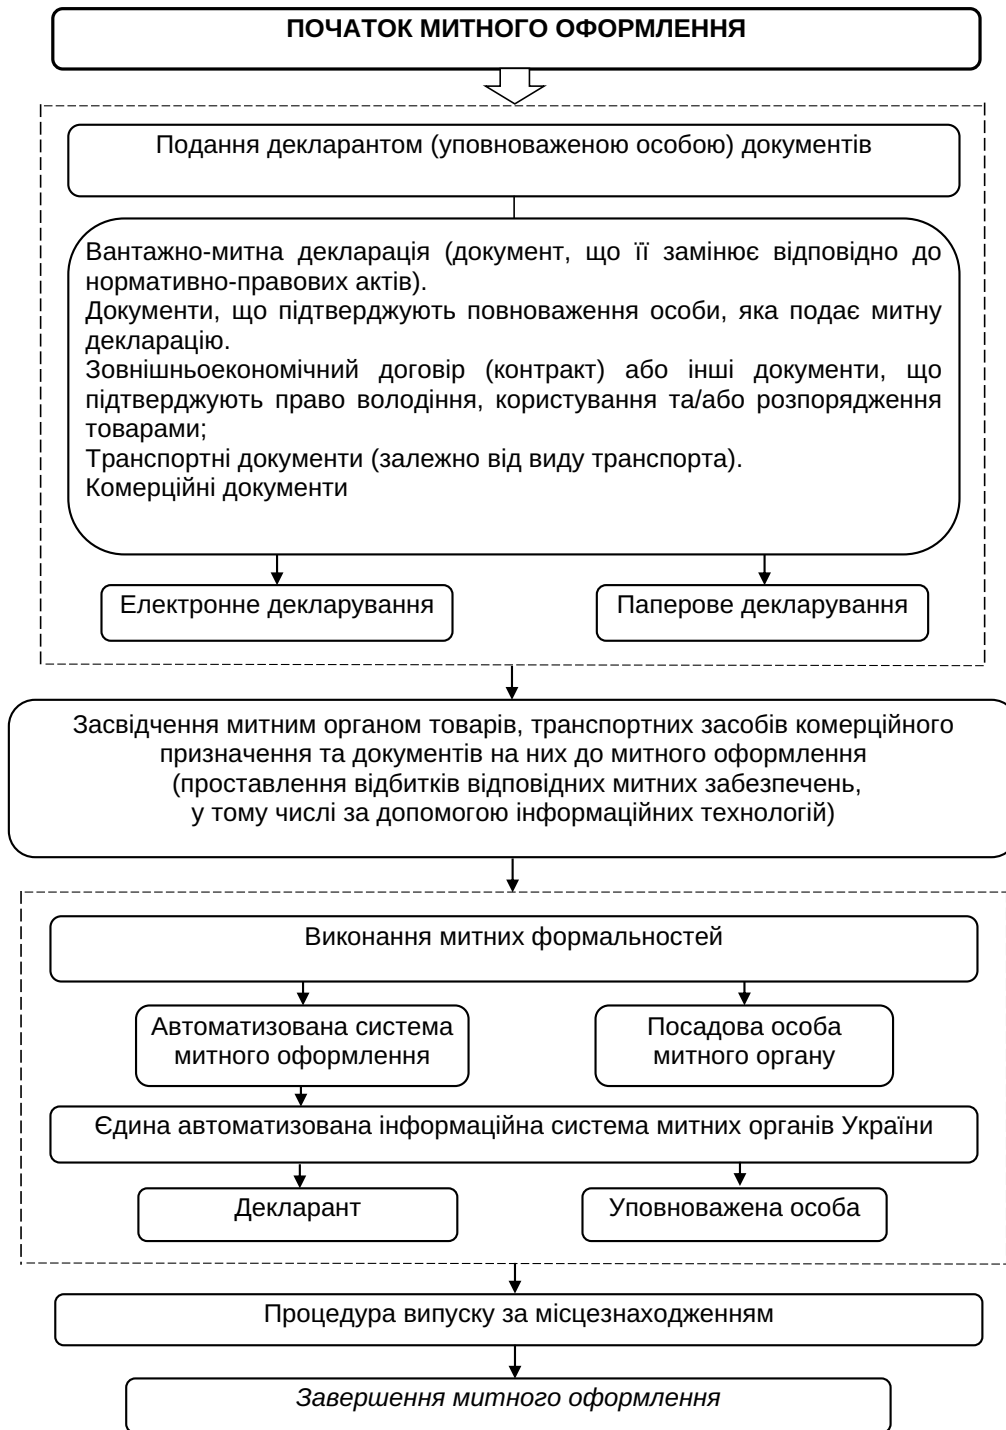 ПОЧАТОК МИТНОГО ОФОРМЛЕННЯ
Подання декларантом (уповноваженою особою) документів
Вантажно-митна декларація (документ, що її замінює відповідно до
нормативно-правових актів).
Документи, що підтверджують повноваження особи, яка подає митну
декларацію.
Зовнішньоекономічний договір (контракт) або інші документи, що
підтверджують право володіння, користування та/або розпорядження
товарами;
Транспортні документи (залежно від виду транспорта).
Комерційні документи
Електронне декларування
Паперове декларування
Засвідчення митним органом товарів, транспортних засобів комерційного
призначення та документів на них до митного оформлення
(проставлення відбитків відповідних митних забезпечень,
у тому числі за допомогою інформаційних технологій)
Виконання митних формальностей
Автоматизована система
митного оформлення
Посадова особа
митного органу
Єдина автоматизована інформаційна система митних органів України
Декларант
Уповноважена особа
Процедура випуску за місцезнаходженням
Завершення митного оформлення